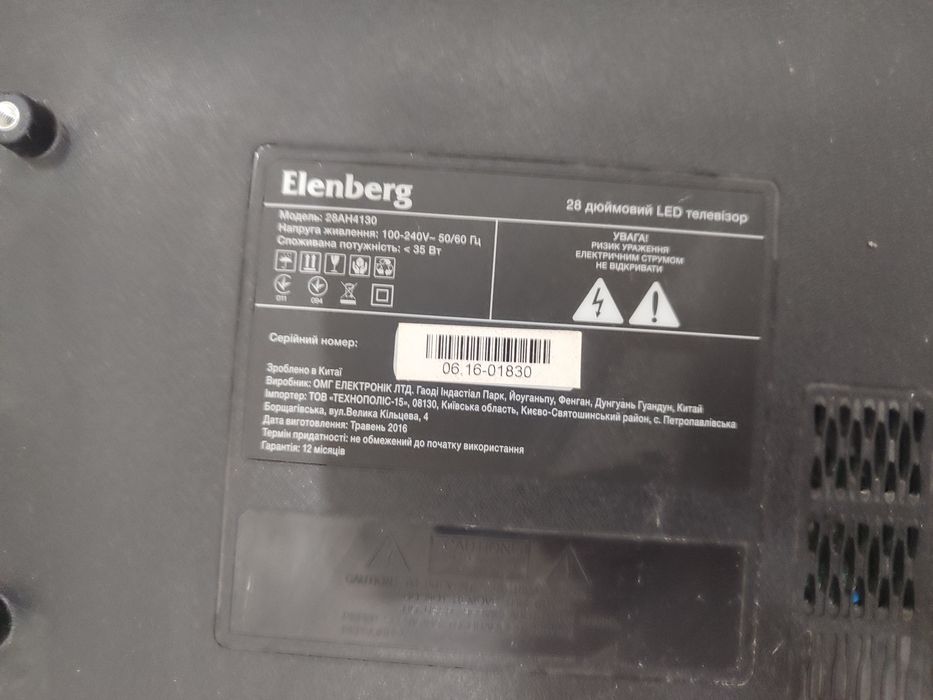 Elenberg
28 дюймовий LED телевізор
Модель: 28AH4130
Напруга живлення: 100-240V~ 50/60 Гц
Споживана потужність: < 35 Вт
011
094
УВАГА!
РИЗИК УРАЖЕННЯ
ЕЛЕКТРИЧНИМ СТРУМОМ
НЕ ВІДКРИВАТИ
Серійний номер:
06.16-01830
Зроблено в Китаї
Виробник: ОМГ ЕЛЕКТРОНІК ЛТД. Гаоді Індастіал Парк, Йоуганьпу, Фенган, Дунгуань Гуандун, Китай
Імпортер: ТОВ «ТЕХНОПОЛІС-15», 08130, Київська область, Києво-Святошинський район, с. Петропавлівська
Борщагівська, вул.Велика Кільцева, 4
Дата виготовлення: Травень 2016
Термін придатності: не обмежений до початку використання
Гарантія: 12 місяців
CAUTION